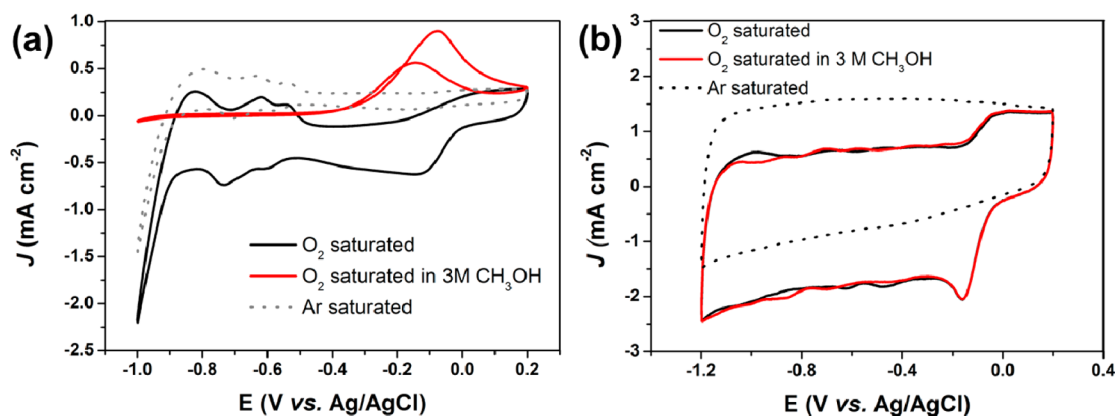 (a)
J (mA cm-2)
1.0
0.5
0.0
-0.5
-1.0
-1.5
-2.0
-2.5
O2 saturated
O2 saturated in 3M CH3OH
Ar saturated
-1.0 -0.8 -0.6 -0.4 -0.2 0.0 0.2
E (V vs. Ag/AgCl)
(b)
J (mA cm-2)
3
2
1
0
-1
-2
-3
O2 saturated
O2 saturated in 3 M CH3OH
Ar saturated
-1.2 -0.8 -0.4 0.0 0.4
E (V vs. Ag/AgCl)